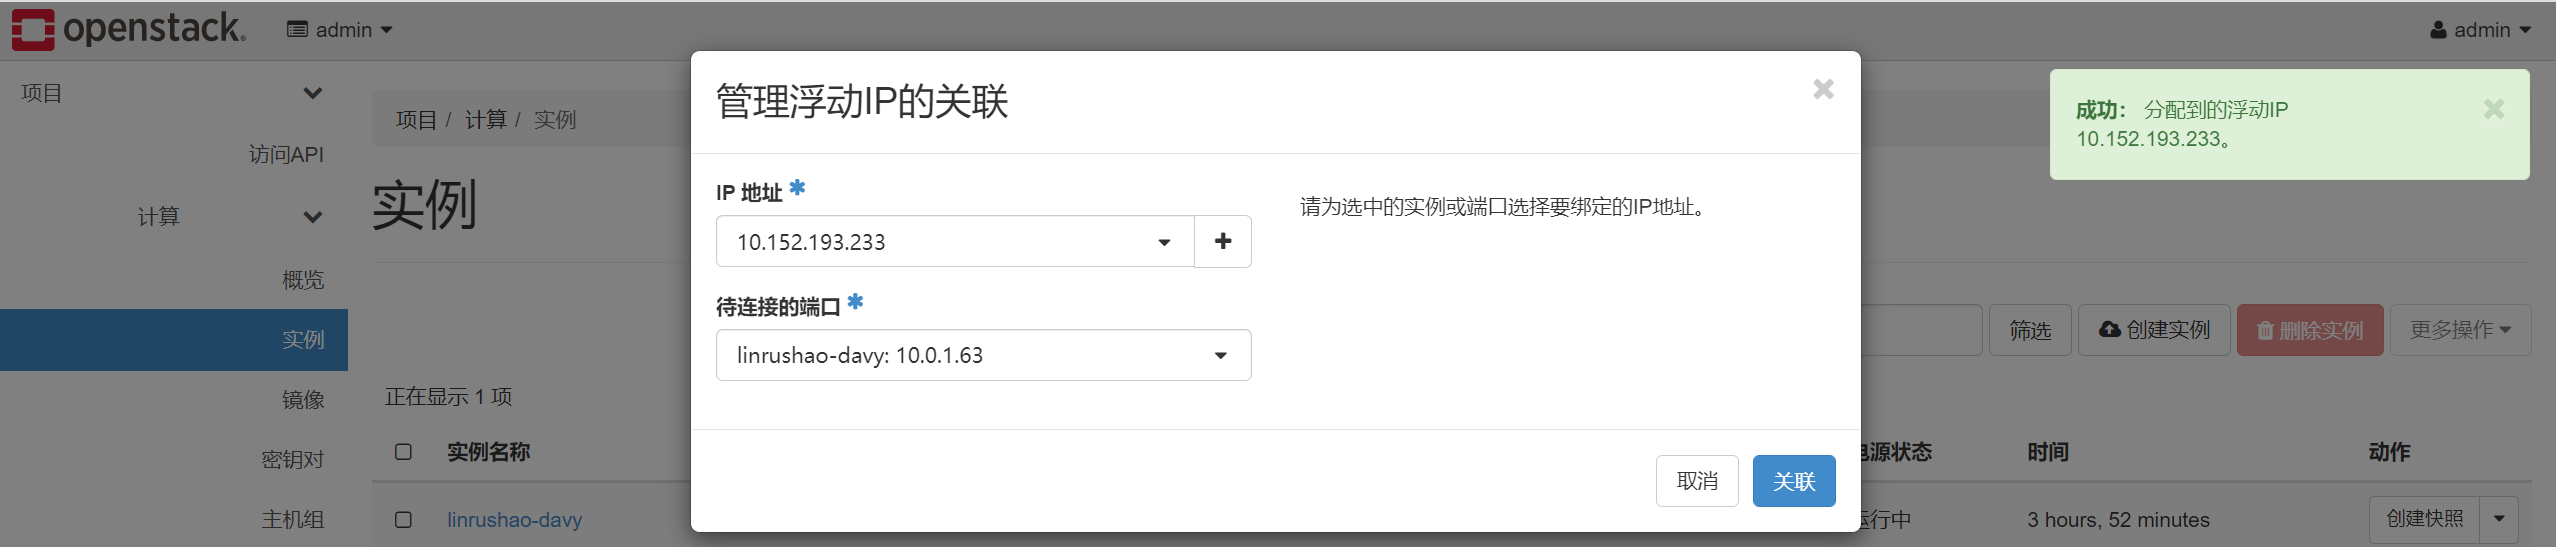 openstack.
admin
admin
项目
访问API
计算
概览
实例
镜像
密钥对
主机组
项目 / 计算 / 实例
实例
正在显示 1 项
实例名称
linrushao-davy
管理浮动IP的关联
IP 地址
10.152.193.233
待连接的端口
linrushao-davy: 10.0.1.63
请为选中的实例或端口选择要绑定的IP地址。
取消
关联
成功： 分配到的浮动IP
10.152.193.233。
筛选
创建实例
删除实例
更多操作
源状态
时间
动作
行中
3 hours, 52 minutes
创建快照